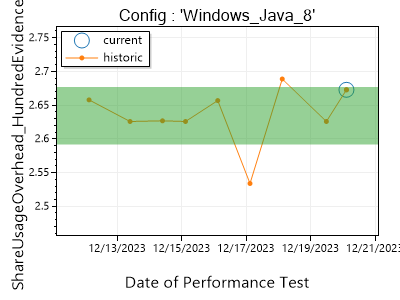 Config : 'Windows_Java_8'
ShareUsageOverhead_HundredEvidence
2.75
2.7
2.65
2.6
2.55
2.5
current
historic
12/13/2023
12/15/2023
12/17/2023
12/19/2023
12/21/2023
Date of Performance Test